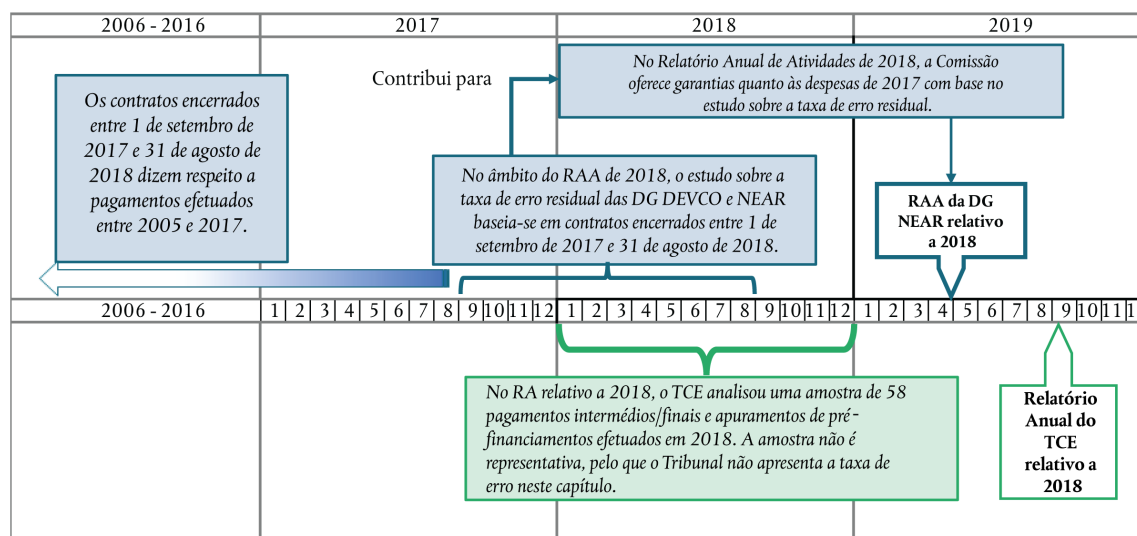 2006 - 2016
2017
2018
2019
Contribui para
No Relatório Anual de Atividades de 2018, a Comissão
oferece garantias quanto às despesas de 2017 com base no
estudo sobre a taxa de erro residual.
Os contratos encerrados
entre 1 de setembro de
2017 e 31 de agosto de
2018 dizem respeito a
pagamentos efetuados
entre 2005 e 2017.
No âmbito do RAA de 2018, o estudo sobre a
taxa de erro residual das DG DEVCO e NEAR
baseia-se em contratos encerrados entre 1 de
setembro de 2017 e 31 de agosto de 2018.
RAA da DG
NEAR relativo
a 2018
2006 - 2016 1 2 3 4 5 6 7 8 9 10 11 12 1 2 3 4 5 6 7 8 9 10 11 12 1 2 3 4 5 6 7 8 9 10 11 1
No RA relativo a 2018, o TCE analisou uma amostra de 58
pagamentos intermédios/finais e apuramentos de pré-
financiamentos efetuados em 2018. A amostra não é
representativa, pelo que o Tribunal não apresenta a taxa de
erro neste capítulo.
Relatório
Anual do
TCE
relativo a
2018